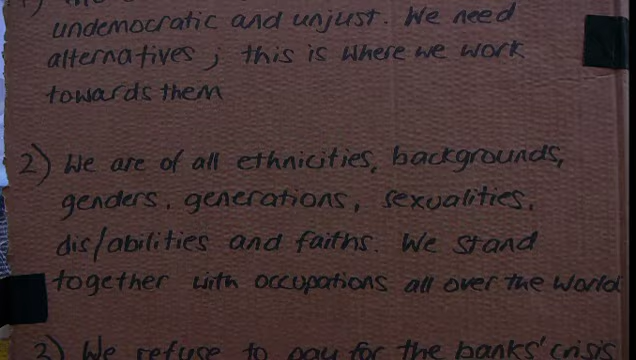 undemocratic and unjust. We need
alternatives; this is where we work
towards them
2) We are of all ethnicities, backgrounds,
genders, generations, sexualities,
dis/abilities and faiths. We stand
together with occupations all over the world
3) We refuse to pay for the banks' crisis